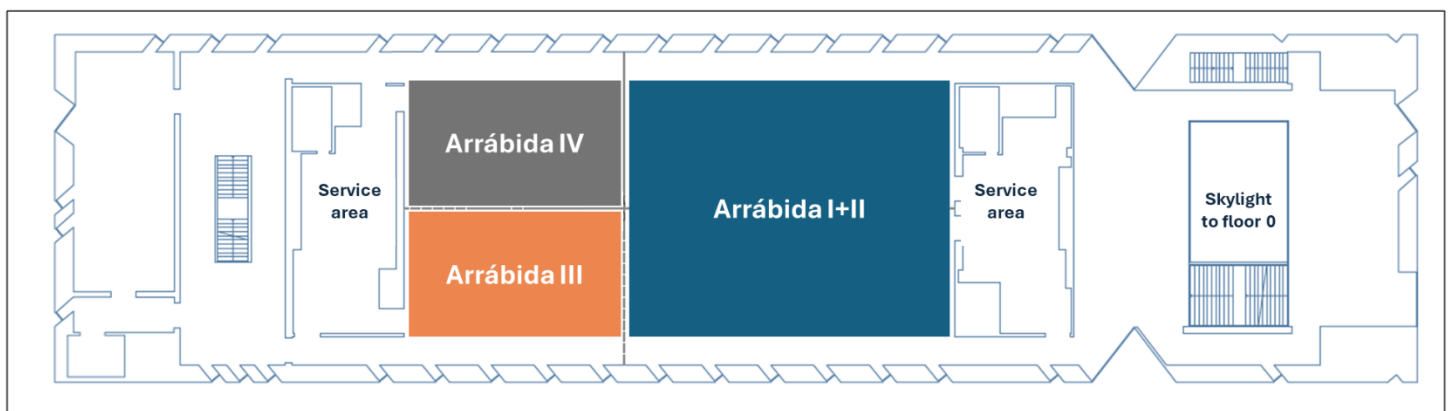 Arrábida IV
Service
area
Arrábida I+II
Service
area
Skylight
to floor 0
Arrábida III